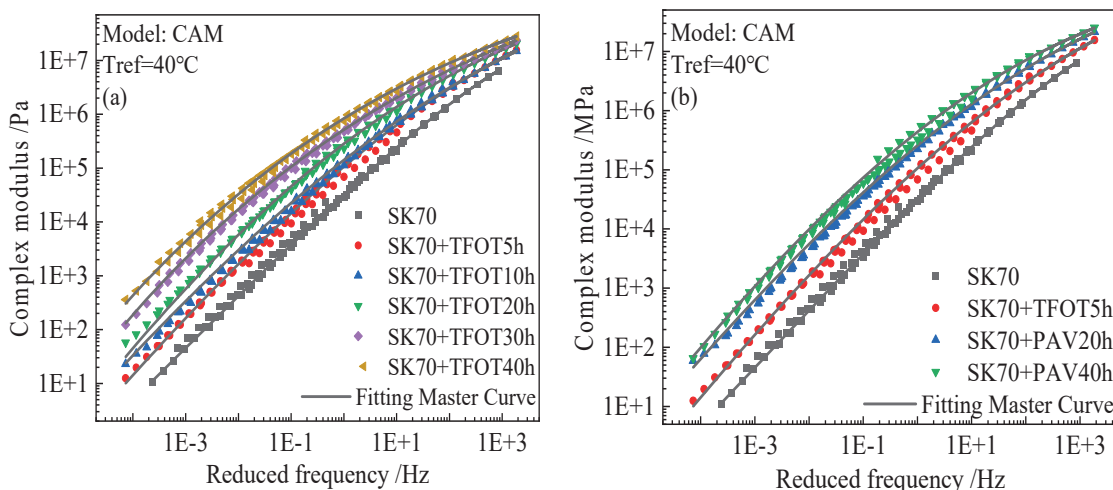 Model: CAM
Tref=40℃
(a)
Complex modulus /Pa
1E+7
1E+6
1E+5
1E+4
1E+3
1E+2
1E+1
SK70
SK70+TFOT5h
SK70+TFOT10h
SK70+TFOT20h
SK70+TFOT30h
SK70+TFOT40h
Fitting Master Curve
1E-3
1E-1
1E+1
1E+3
Reduced frequency /Hz
Model: CAM
Tref=40℃
(b)
Complex modulus /MPa
1E+7
1E+6
1E+5
1E+4
1E+3
1E+2
1E+1
SK70
SK70+TFOT5h
SK70+PAV20h
SK70+PAV40h
Fitting Master Curve
1E-3
1E-1
1E+1
1E+3
Reduced frequency /Hz